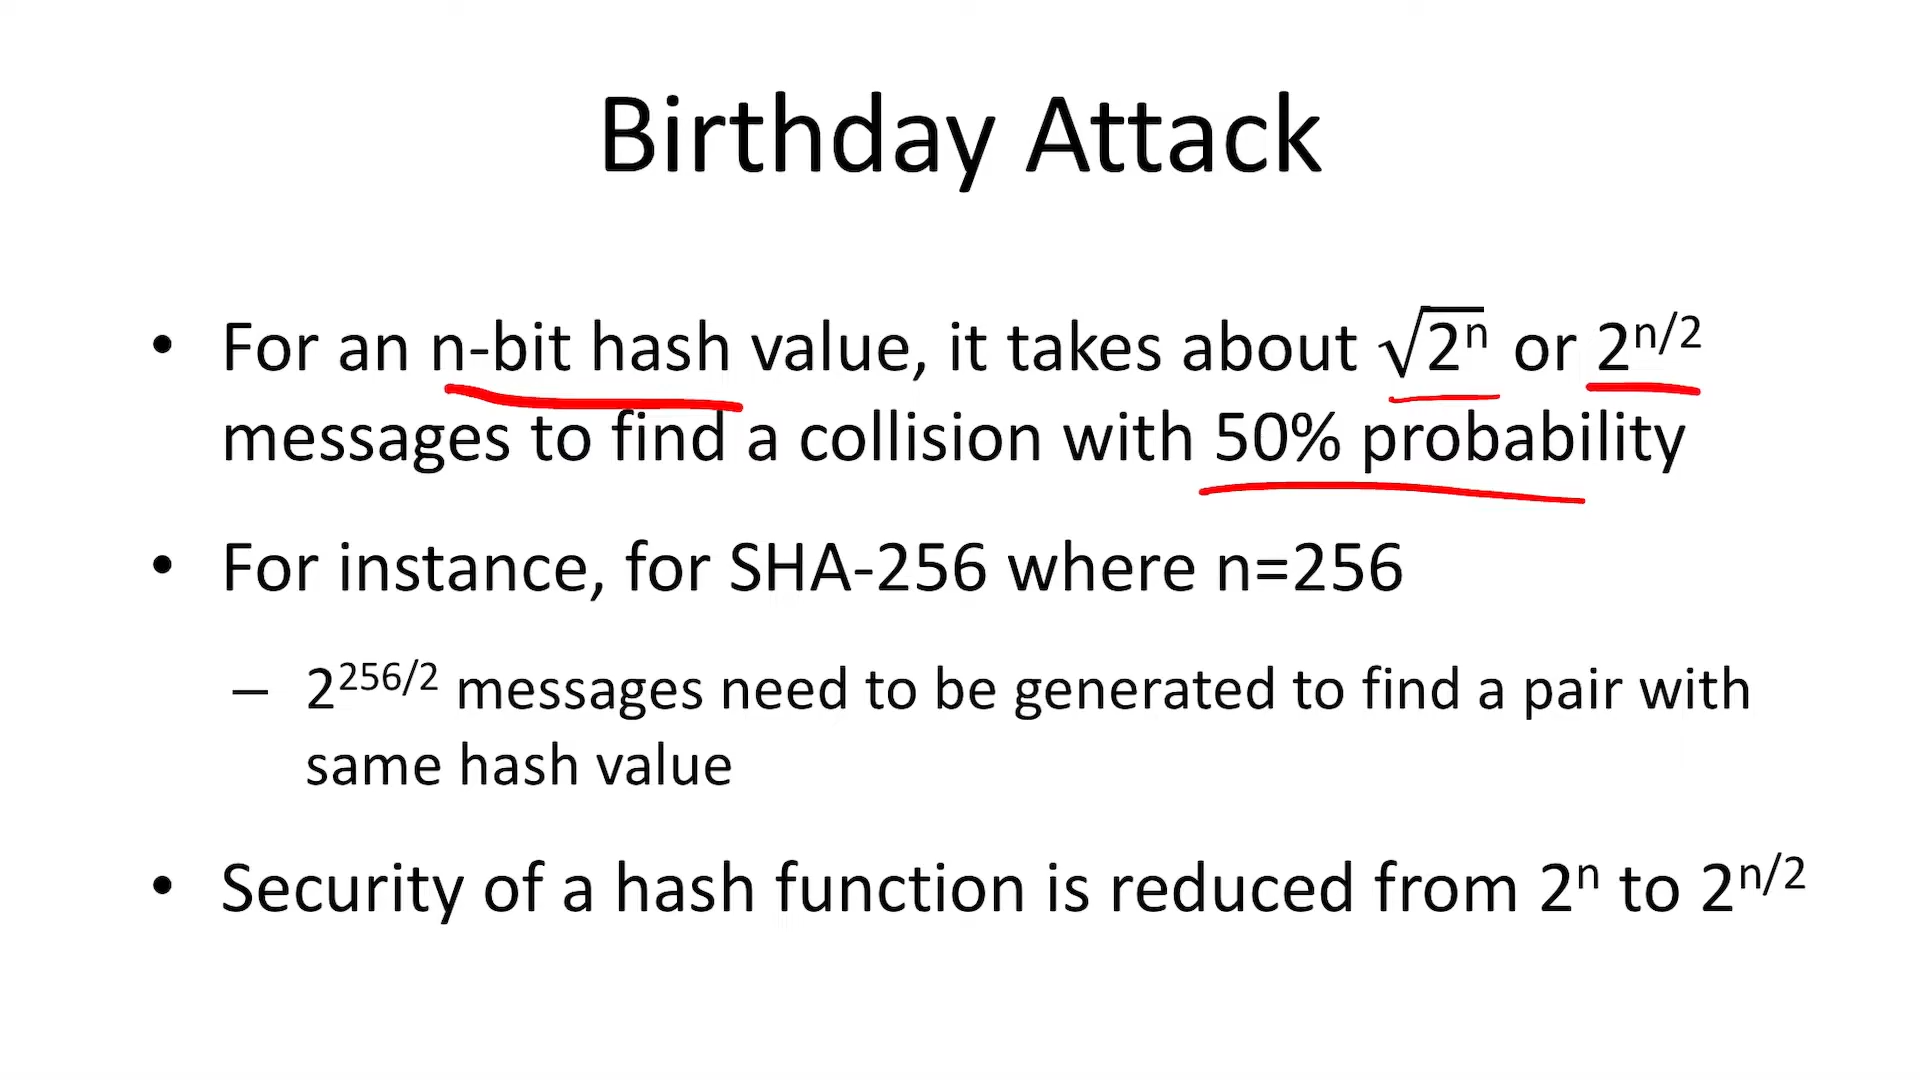 Birthday Attack
• For an n-bit hash value, it takes about √2ⁿ or 2ⁿ/²
messages to find a collision with 50% probability
• For instance, for SHA-256 where n=256
– 2²⁵⁶/² messages need to be generated to find a pair with
same hash value
• Security of a hash function is reduced from 2ⁿ to 2ⁿ/²